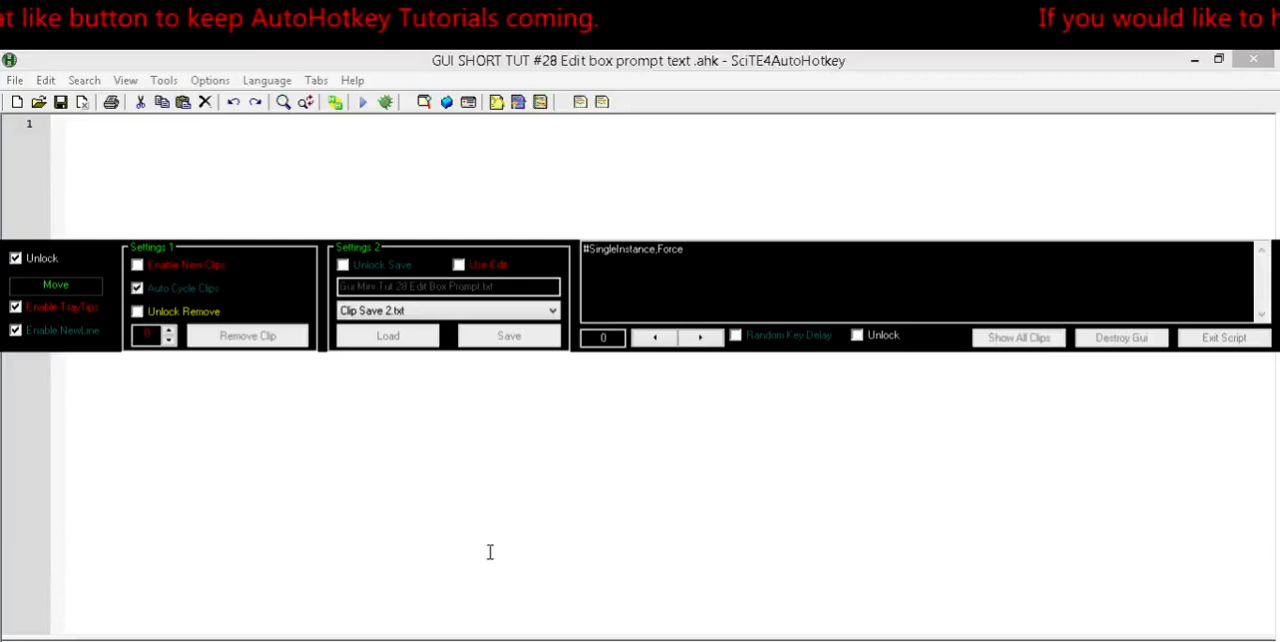 at like button to keep AutoHotkey Tutorials coming.
If you would like to h
GUI SHORT TUT #28 Edit box prompt text .ahk - SciTE4AutoHotkey
File Edit Search View Tools Options Language Tabs Help
1
Unlock
Move
Enable TrayTips
Enable NewLine
Settings 1
Enable New Clips
Auto Cycle Clips
Unlock Remove
0
Remove Clip
Settings 2
Unlock Save
Use Edit
Gui Mini Tut 28 Edit Box Prompt.txt
Clip Save 2.txt
Load
Save
#SingleInstance,Force
0
Random Key Delay
Unlock
Show All Clips
Destroy Gui
Exit Script